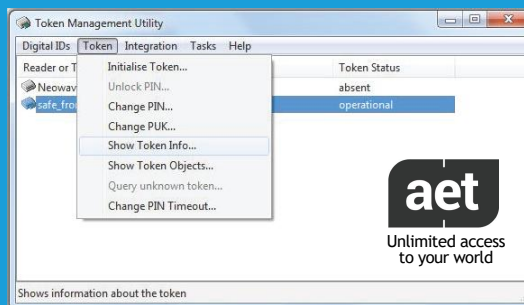 Token Management Utility
Digital IDs Token Integration Tasks Help
Reader or T
Token Status
Neowav
absent
safe_fro
operational
Initialise Token...
Unlock PIN...
Change PIN...
Change PUK...
Show Token Info...
Show Token Objects...
Query unknown token...
Change PIN Timeout...
aet
Unlimited access
to your world
Shows information about the token